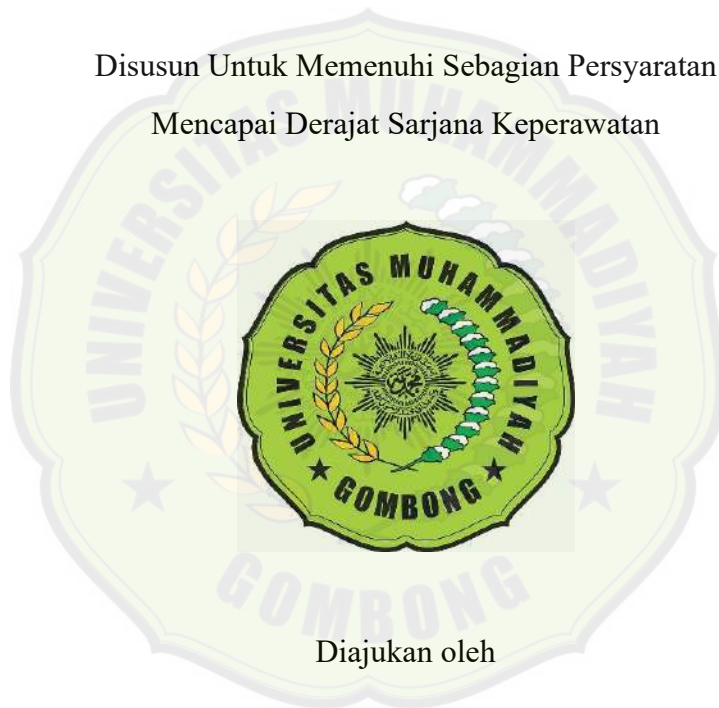 Disusun Untuk Memenuhi Sebagian Persyaratan
Mencapai Derajat Sarjana Keperawatan
UNIVERSITAS MUHAMMADIYAH
GOMBONG
Diajukan oleh